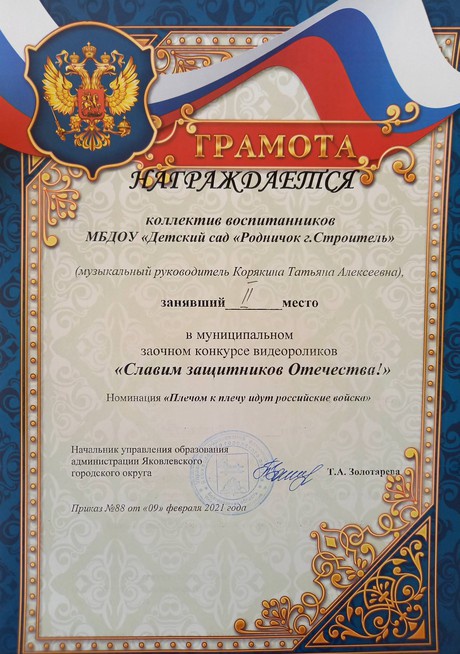 ГРАМОТА
НАГРАЖДАЕТСЯ
коллектив воспитанников
МБДОУ «Детский сад «Родничок г.Строитель»
(музыкальный руководитель Корякина Татьяна Алексеевна),
занявший II место
в муниципальном
заочном конкурсе видеороликов
«Славим защитников Отечества!»
Номинация «Плечом к плечу идут российские войска»
Начальник управления образования
администрации Яковлевского
городского округа
Т.А. Золотарева
Приказ №88 от «09» февраля 2021 года